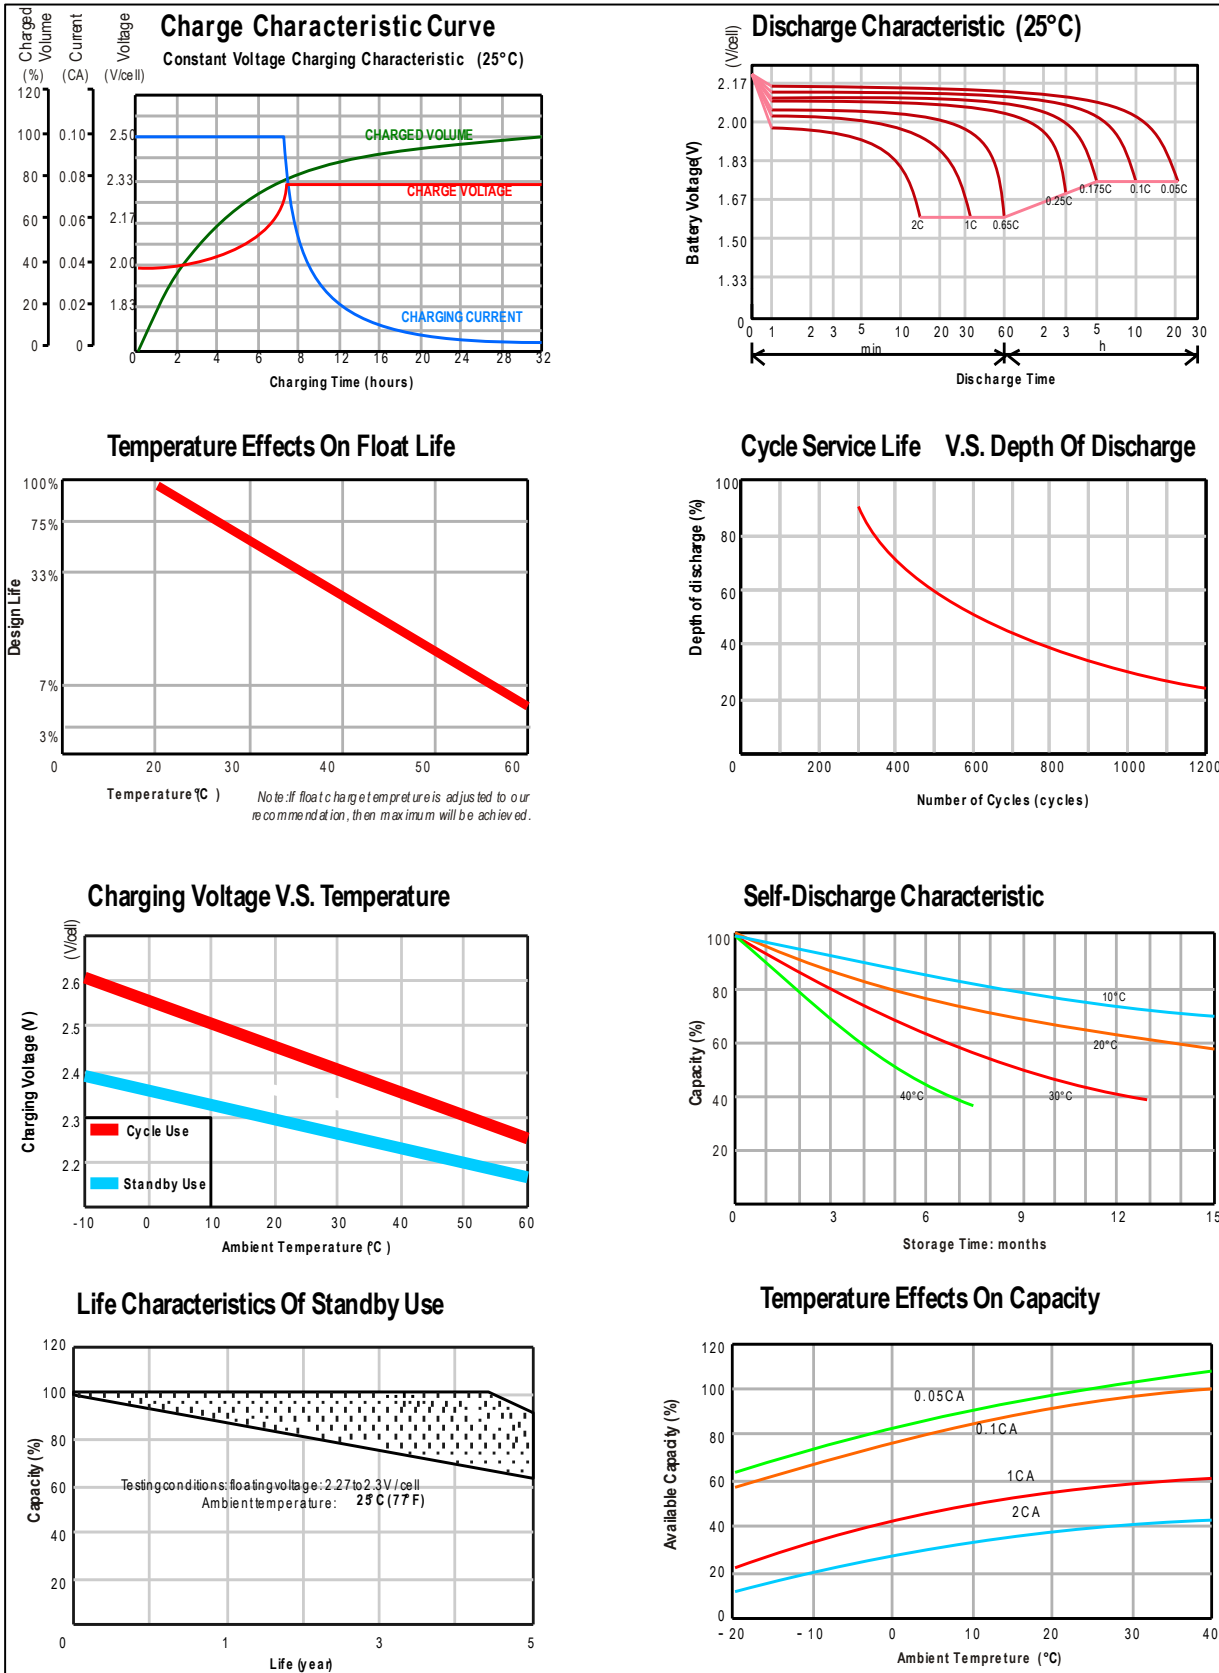 Charge Characteristic Curve
Constant Voltage Charging Characteristic (25°C)
Charged Volume
Current
Voltage
(%) (CA) (V/cell)
120
100 0.10 2.50
80 0.08 2.33
60 0.06 2.17
40 0.04 2.00
20 0.02 1.83
0 0
CHARGED VOLUME
CHARGE VOLTAGE
CHARGING CURRENT
0 2 4 6 8 12 16 20 24 28 32
Charging Time (hours)
Discharge Characteristic (25°C)
(V/cell)
Battery Voltage(V)
2.17
2.00
1.83
1.67
1.50
1.33
0
2C 1C 0.65C 0.25C 0.175C 0.1C 0.05C
0 1 2 3 5 10 20 30 60 2 3 5 10 20 30
min h
Discharge Time
Temperature Effects On Float Life
Design Life
100%
75%
33%
7%
3%
0 20 30 40 50 60
Temperature(°C )
Note:If float charge tempreture is adjusted to our
recommendation, then maximum will be achieved.
Cycle Service Life V.S. Depth Of Discharge
Depth of discharge (%)
100
80
60
40
20
0 200 400 600 800 1000 1200
Number of Cycles (cycles)
Charging Voltage V.S. Temperature
(V/cell)
Charging Voltage (V)
2.6
2.5
2.4
2.3
2.2
Cycle Use
Standby Use
-10 0 10 20 30 40 50 60
Ambient Temperature (°C )
Self-Discharge Characteristic
Capacity (%)
100
80
60
40
20
10°C
20°C
30°C
40°C
0 3 6 9 12 15
Storage Time: months
Life Characteristics Of Standby Use
Capacity (%)
120
100
80
60
40
20
0 1 3 5
Testing conditions: floating voltage: 2.27 to 2.3V / cell
Ambient temperature: 25°C (77°F)
Life (year)
Temperature Effects On Capacity
Available Capacity (%)
120
100
80
60
40
20
0
0.05CA
0.1CA
1CA
2CA
-20 -10 0 10 20 30 40
Ambient Tempreture (°C)